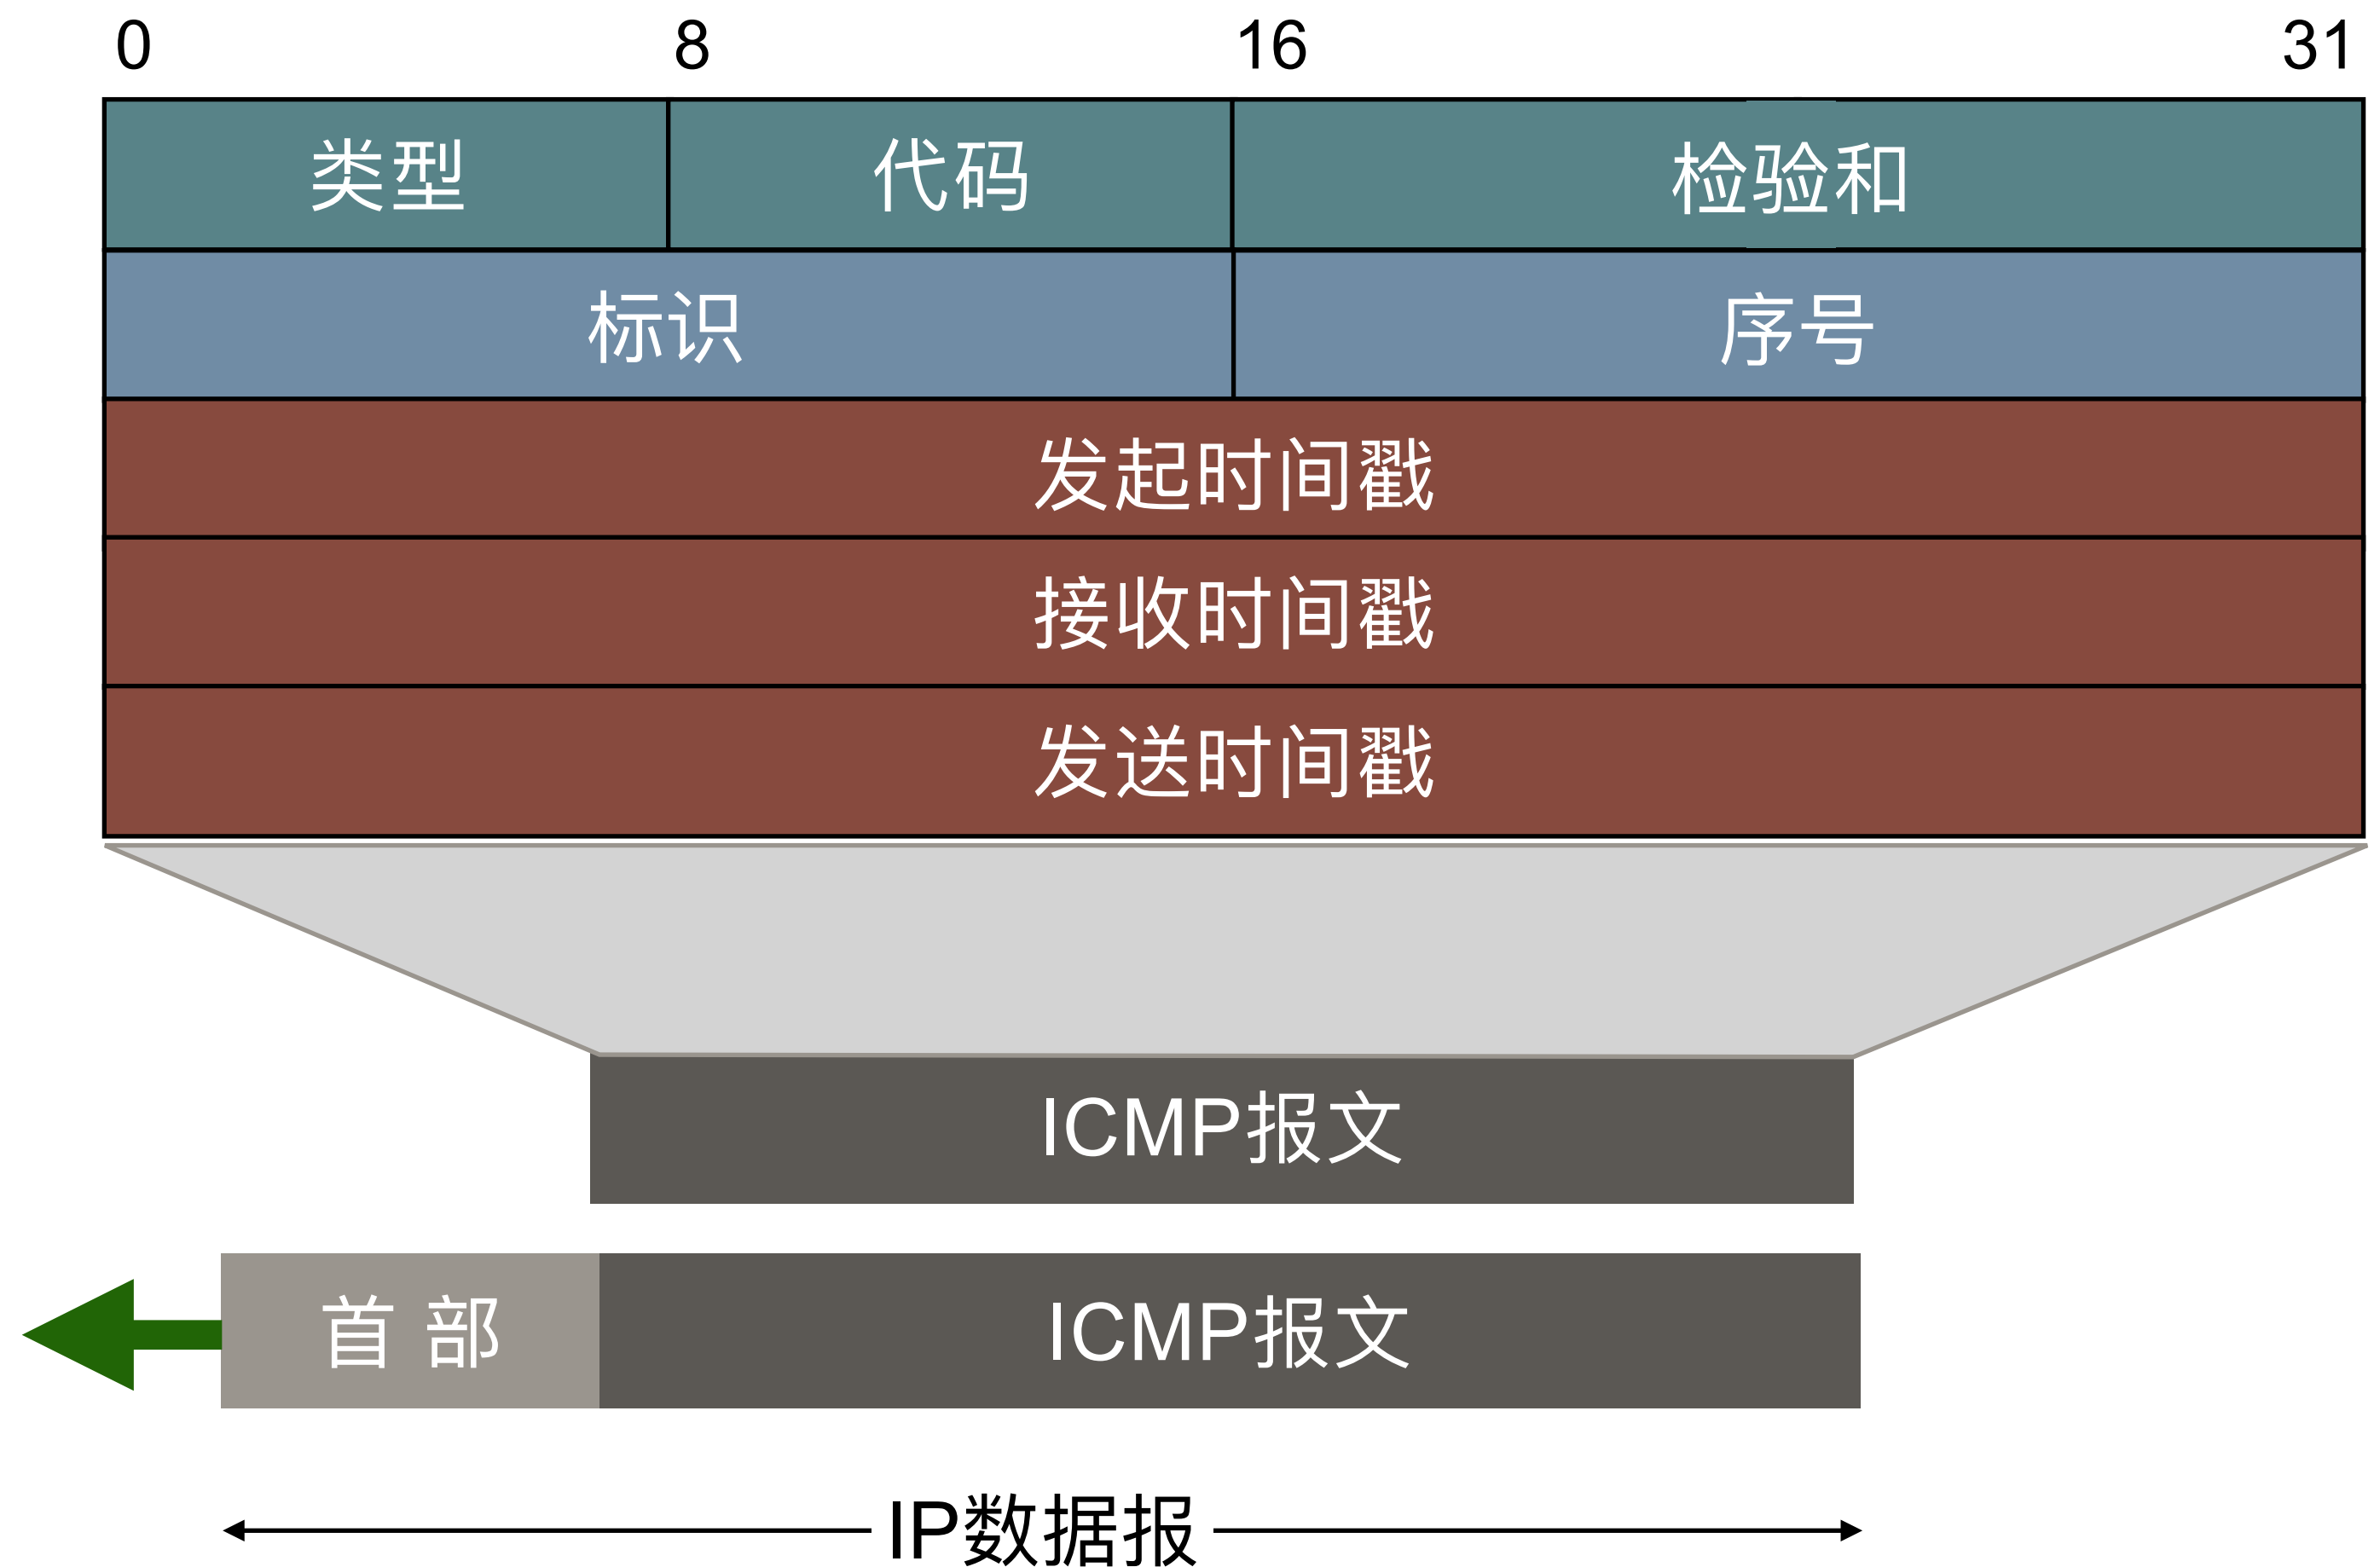 0 8 16 31
类型 代码 检验和
标识 序号
发起时间戳
接收时间戳
发送时间戳
ICMP报文
首 部 ICMP报文
IP数据报